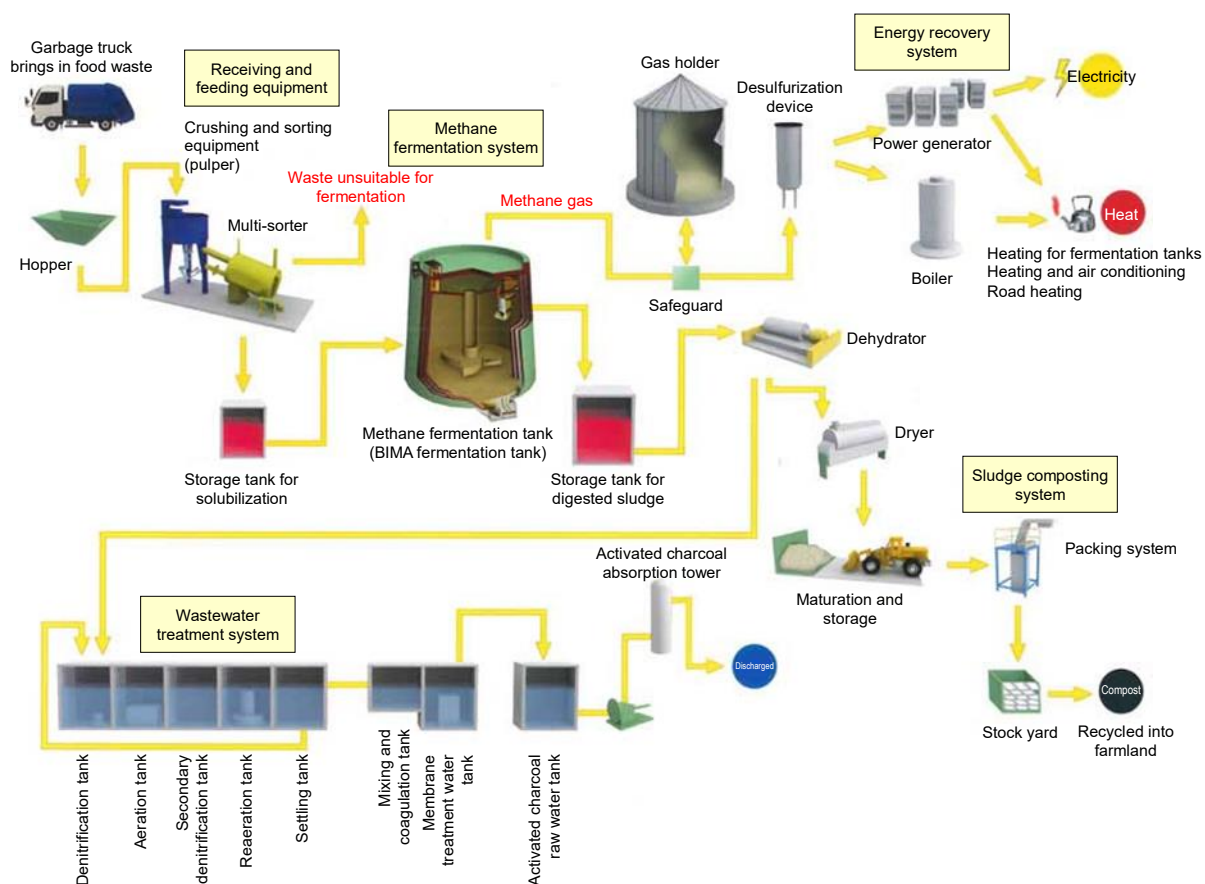 Garbage truck
brings in food waste
Receiving and
feeding equipment
Crushing and sorting
equipment
(pulper)
Hopper
Multi-sorter
Waste unsuitable for
fermentation
Methane
fermentation system
Methane gas
Gas holder
Desulfurization
device
Safeguard
Energy recovery
system
Power generator
Electricity
Boiler
Heat
Heating for fermentation tanks
Heating and air conditioning
Road heating
Storage tank for
solubilization
Methane fermentation tank
(BIMA fermentation tank)
Storage tank for
digested sludge
Dehydrator
Dryer
Sludge composting
system
Maturation and
storage
Packing system
Stock yard
Compost
Recycled into
farmland
Wastewater
treatment system
Activated charcoal
absorption tower
Discharged
Denitrification tank
Aeration tank
Secondary
denitrification tank
Reaeration tank
Settling tank
Mixing and
coagulation tank
Membrane
treatment water
tank
Activated charcoal
raw water tank